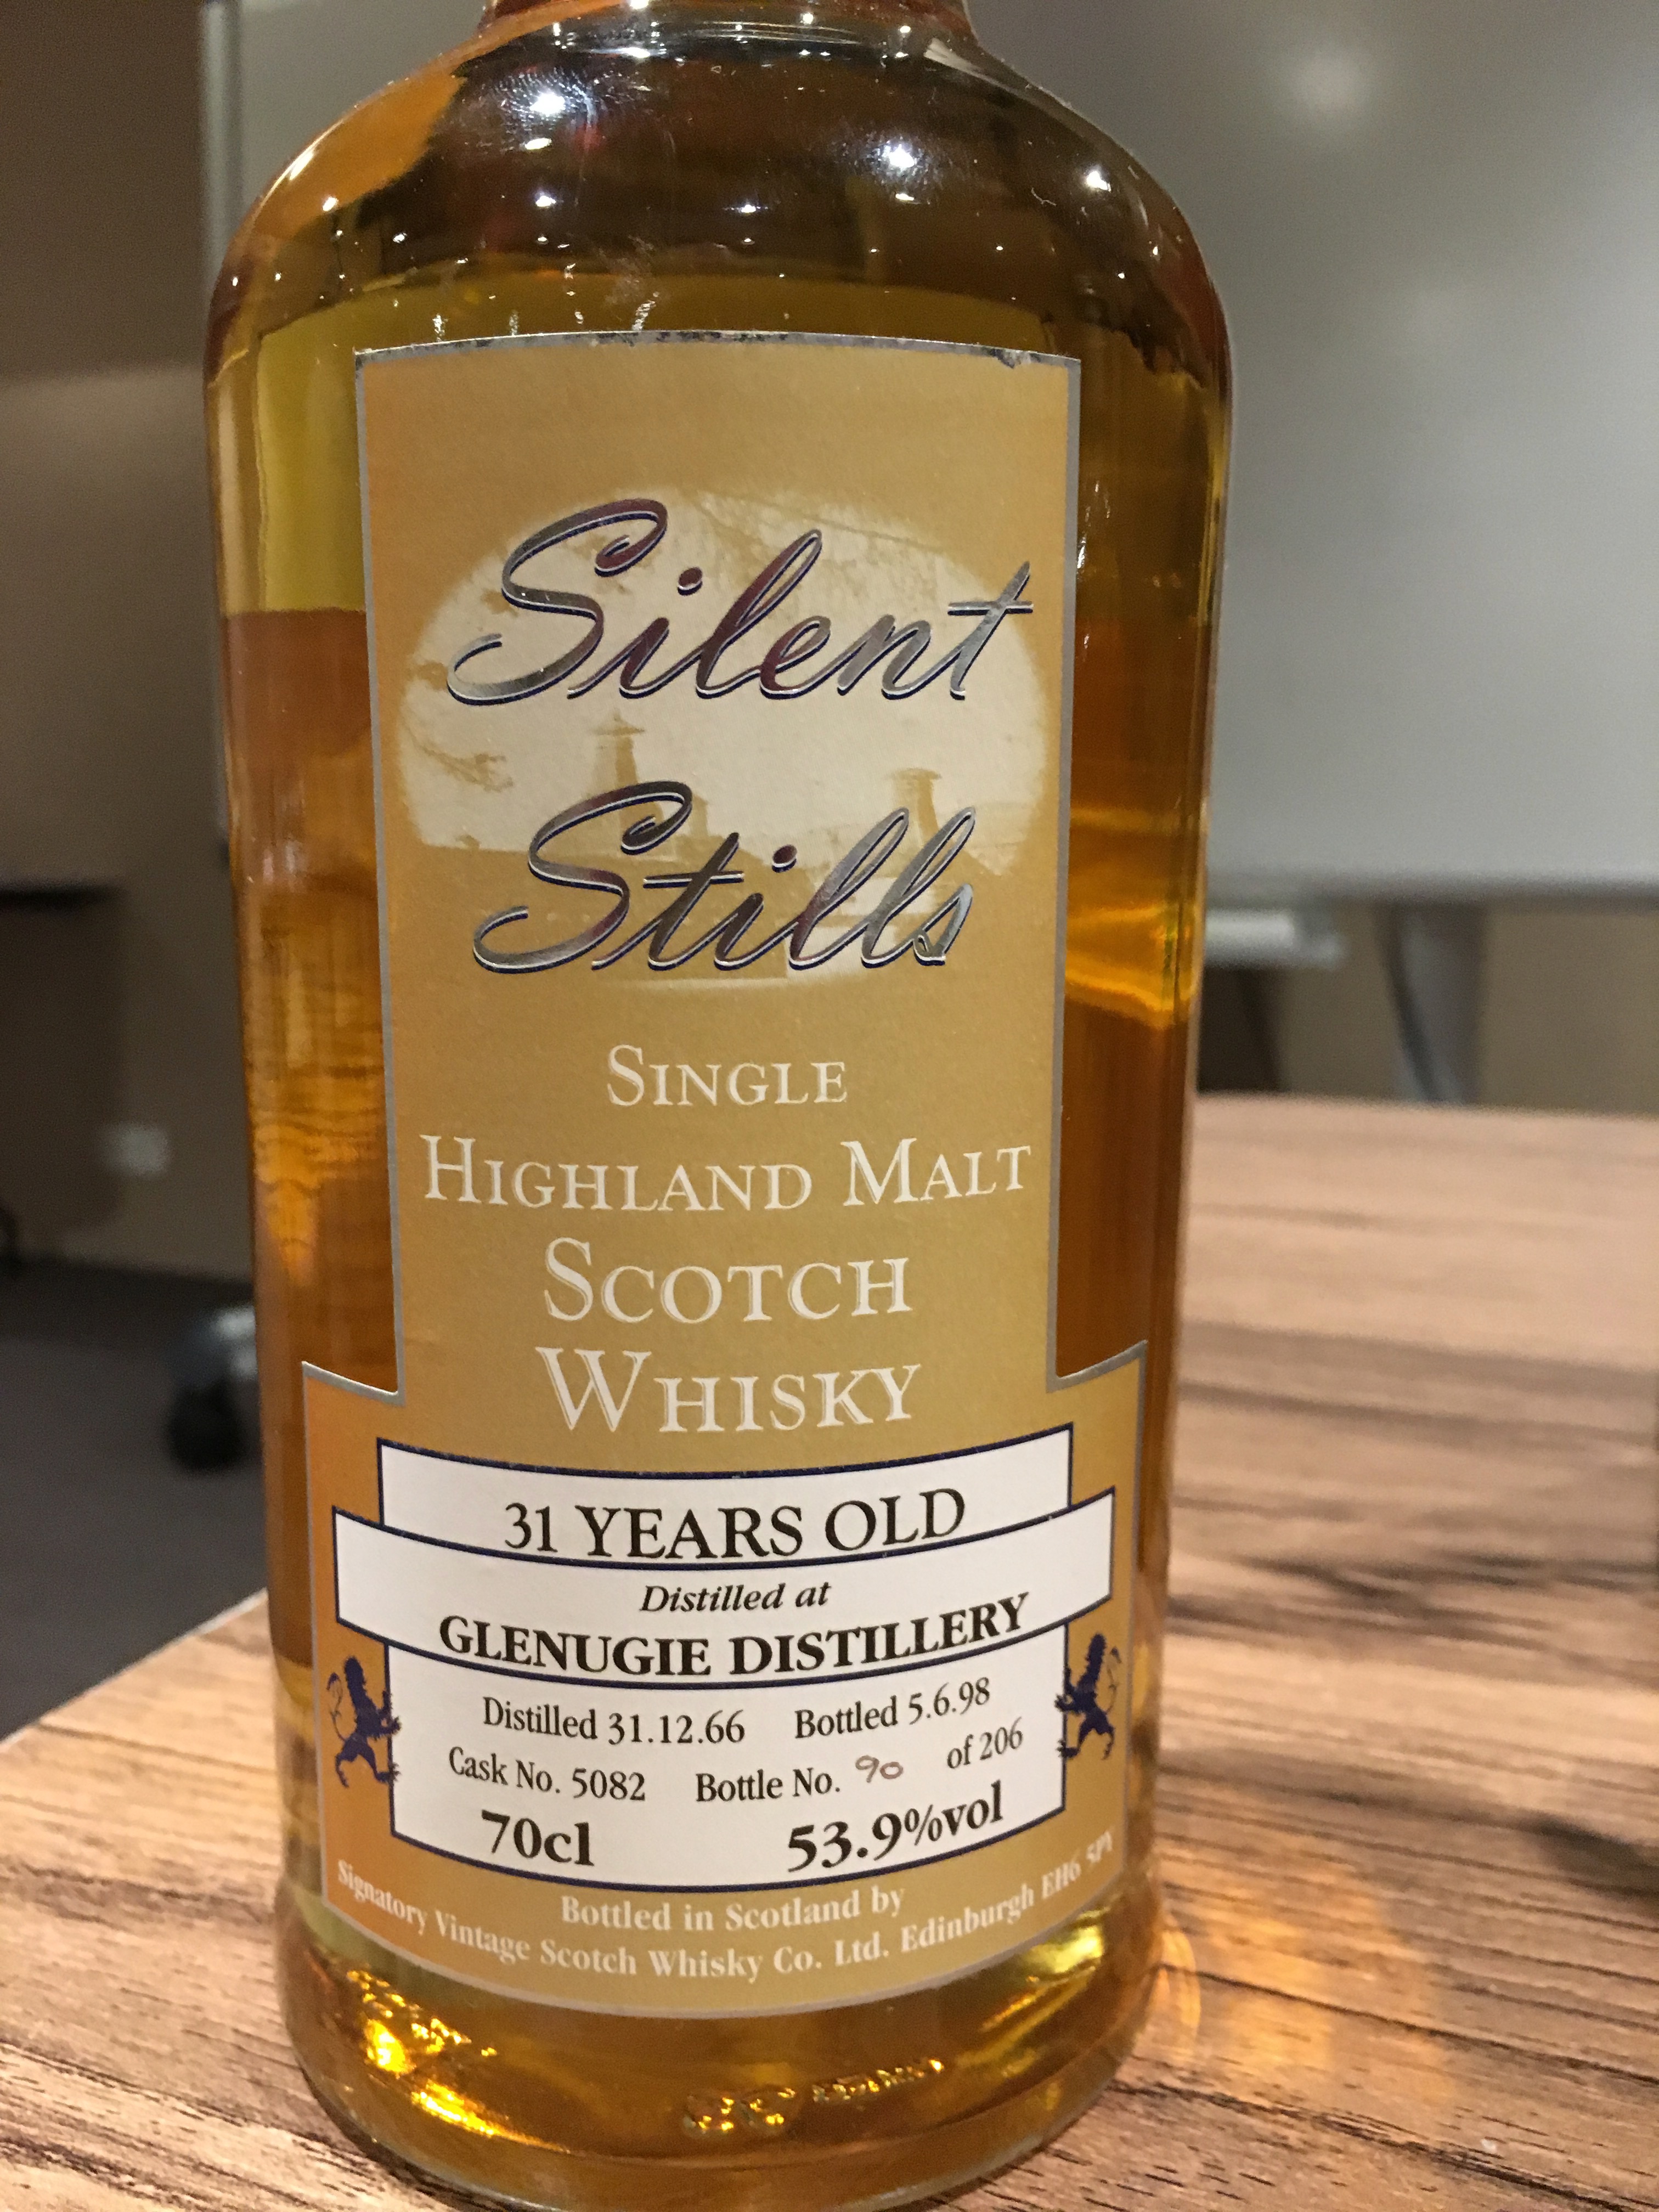 Silent
Stills
SINGLE
HIGHLAND MALT
SCOTCH
WHISKY
31 YEARS OLD
Distilled at
GLENUGIE DISTILLERY
Distilled 31.12.66 Bottled 5.6.98
Cask No. 5082 Bottle No. 90 of 206
70cl 53.9%vol
Bottled in Scotland by
Signatory Vintage Scotch Whisky Co. Ltd. Edinburgh EH6 5PY